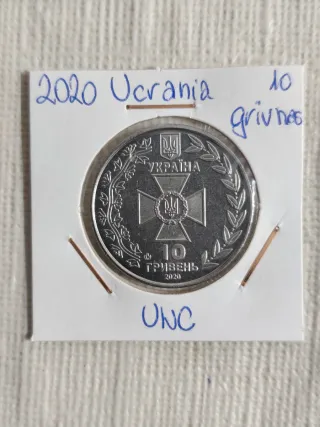 2020 Ucrania 10
grivnas
УКРАЇНА
10
ГРИВЕНЬ
2020
UNC